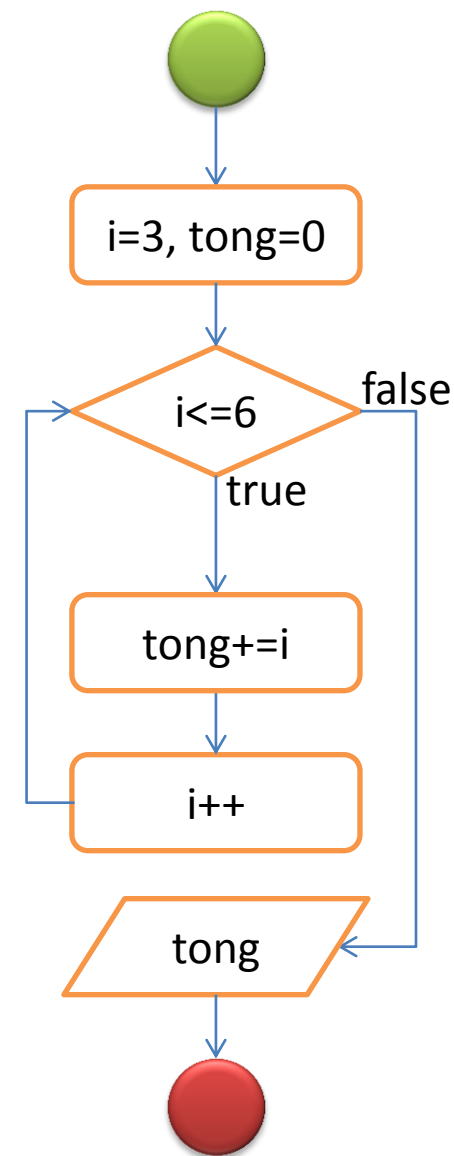 i=3, tong=0
i<=6
false
true
tong+=i
i++
tong